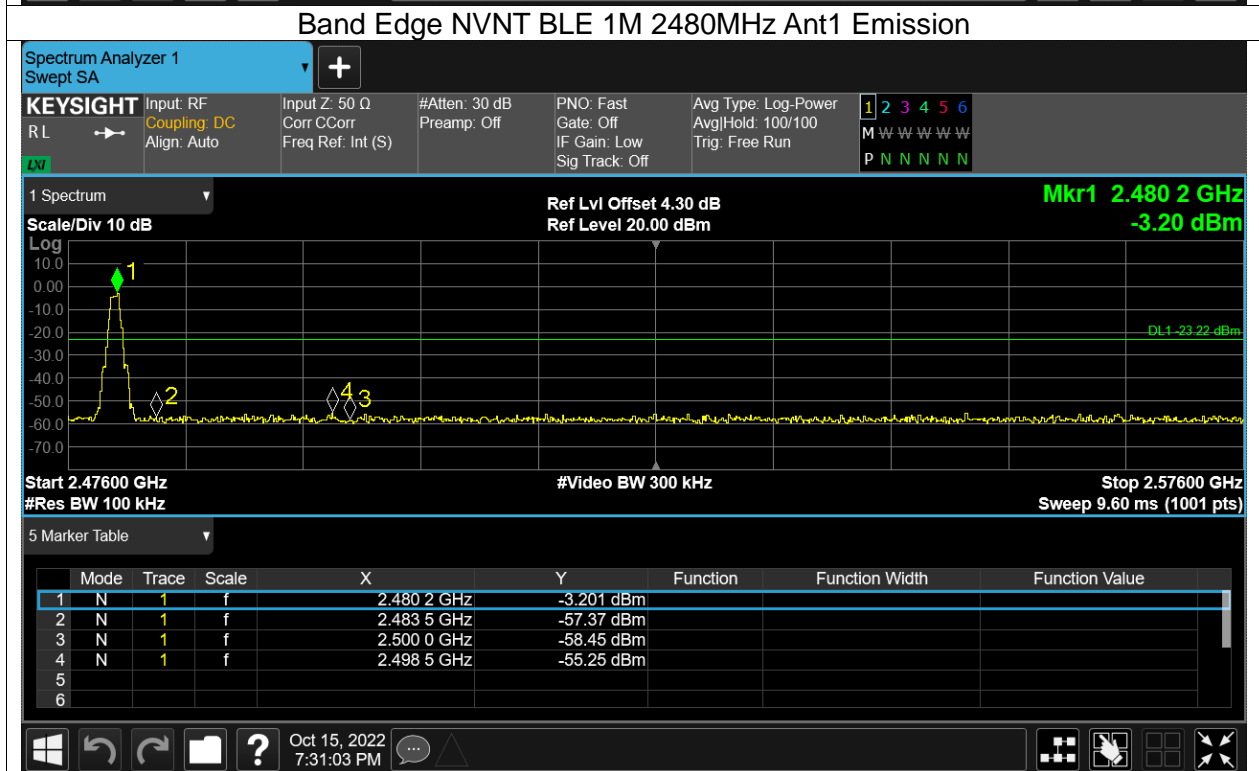 Band Edge NVNT BLE 1M 2480MHz Ant1 Emission
Spectrum Analyzer 1
Swept SA
+
KEYSIGHT Input: RF Input Z: 50 Ω #Atten: 30 dB PNO: Fast Avg Type: Log-Power 1 2 3 4 5 6
R L Coupling: DC Corr CCorr Preamp: Off Gate: Off Avg|Hold: 100/100 M W W W W W
Align: Auto Freq Ref: Int (S) IF Gain: Low Trig: Free Run P N N N N N
LXI Sig Track: Off
1 Spectrum Ref Lvl Offset 4.30 dB Mkr1 2.480 2 GHz
Scale/Div 10 dB Ref Level 20.00 dBm -3.20 dBm
Log
10.0
1
0.00
-10.0
-20.0
DL1 -23.22 dBm
-30.0
-40.0
2 4 3
-50.0
-60.0
-70.0
Start 2.47600 GHz #Video BW 300 kHz Stop 2.57600 GHz
#Res BW 100 kHz Sweep 9.60 ms (1001 pts)
5 Marker Table
Mode Trace Scale X Y Function Function Width Function Value
1 N 1 f 2.480 2 GHz -3.201 dBm
2 N 1 f 2.483 5 GHz -57.37 dBm
3 N 1 f 2.500 0 GHz -58.45 dBm
4 N 1 f 2.498 5 GHz -55.25 dBm
5
6
? Oct 15, 2022
7:31:03 PM